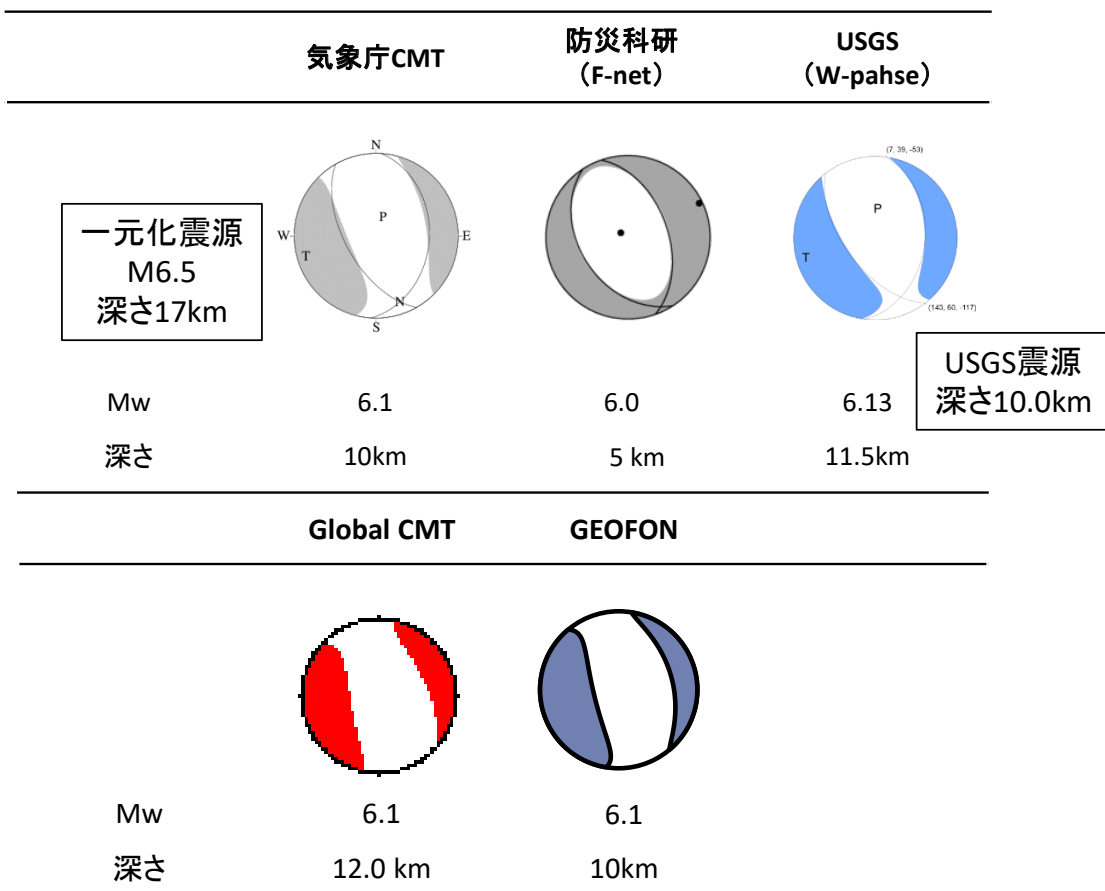 気象庁CMT
防災科研
（F-net）
USGS
（W-pahse）
一元化震源
M6.5
深さ17km
N
W
E
S
P
T
N
(7, 39, -53)
P
T
(143, 60, -117)
USGS震源
深さ10.0km
Mw 6.1 6.0 6.13
深さ 10km 5 km 11.5km
Global CMT GEOFON
Mw 6.1 6.1
深さ 12.0 km 10km